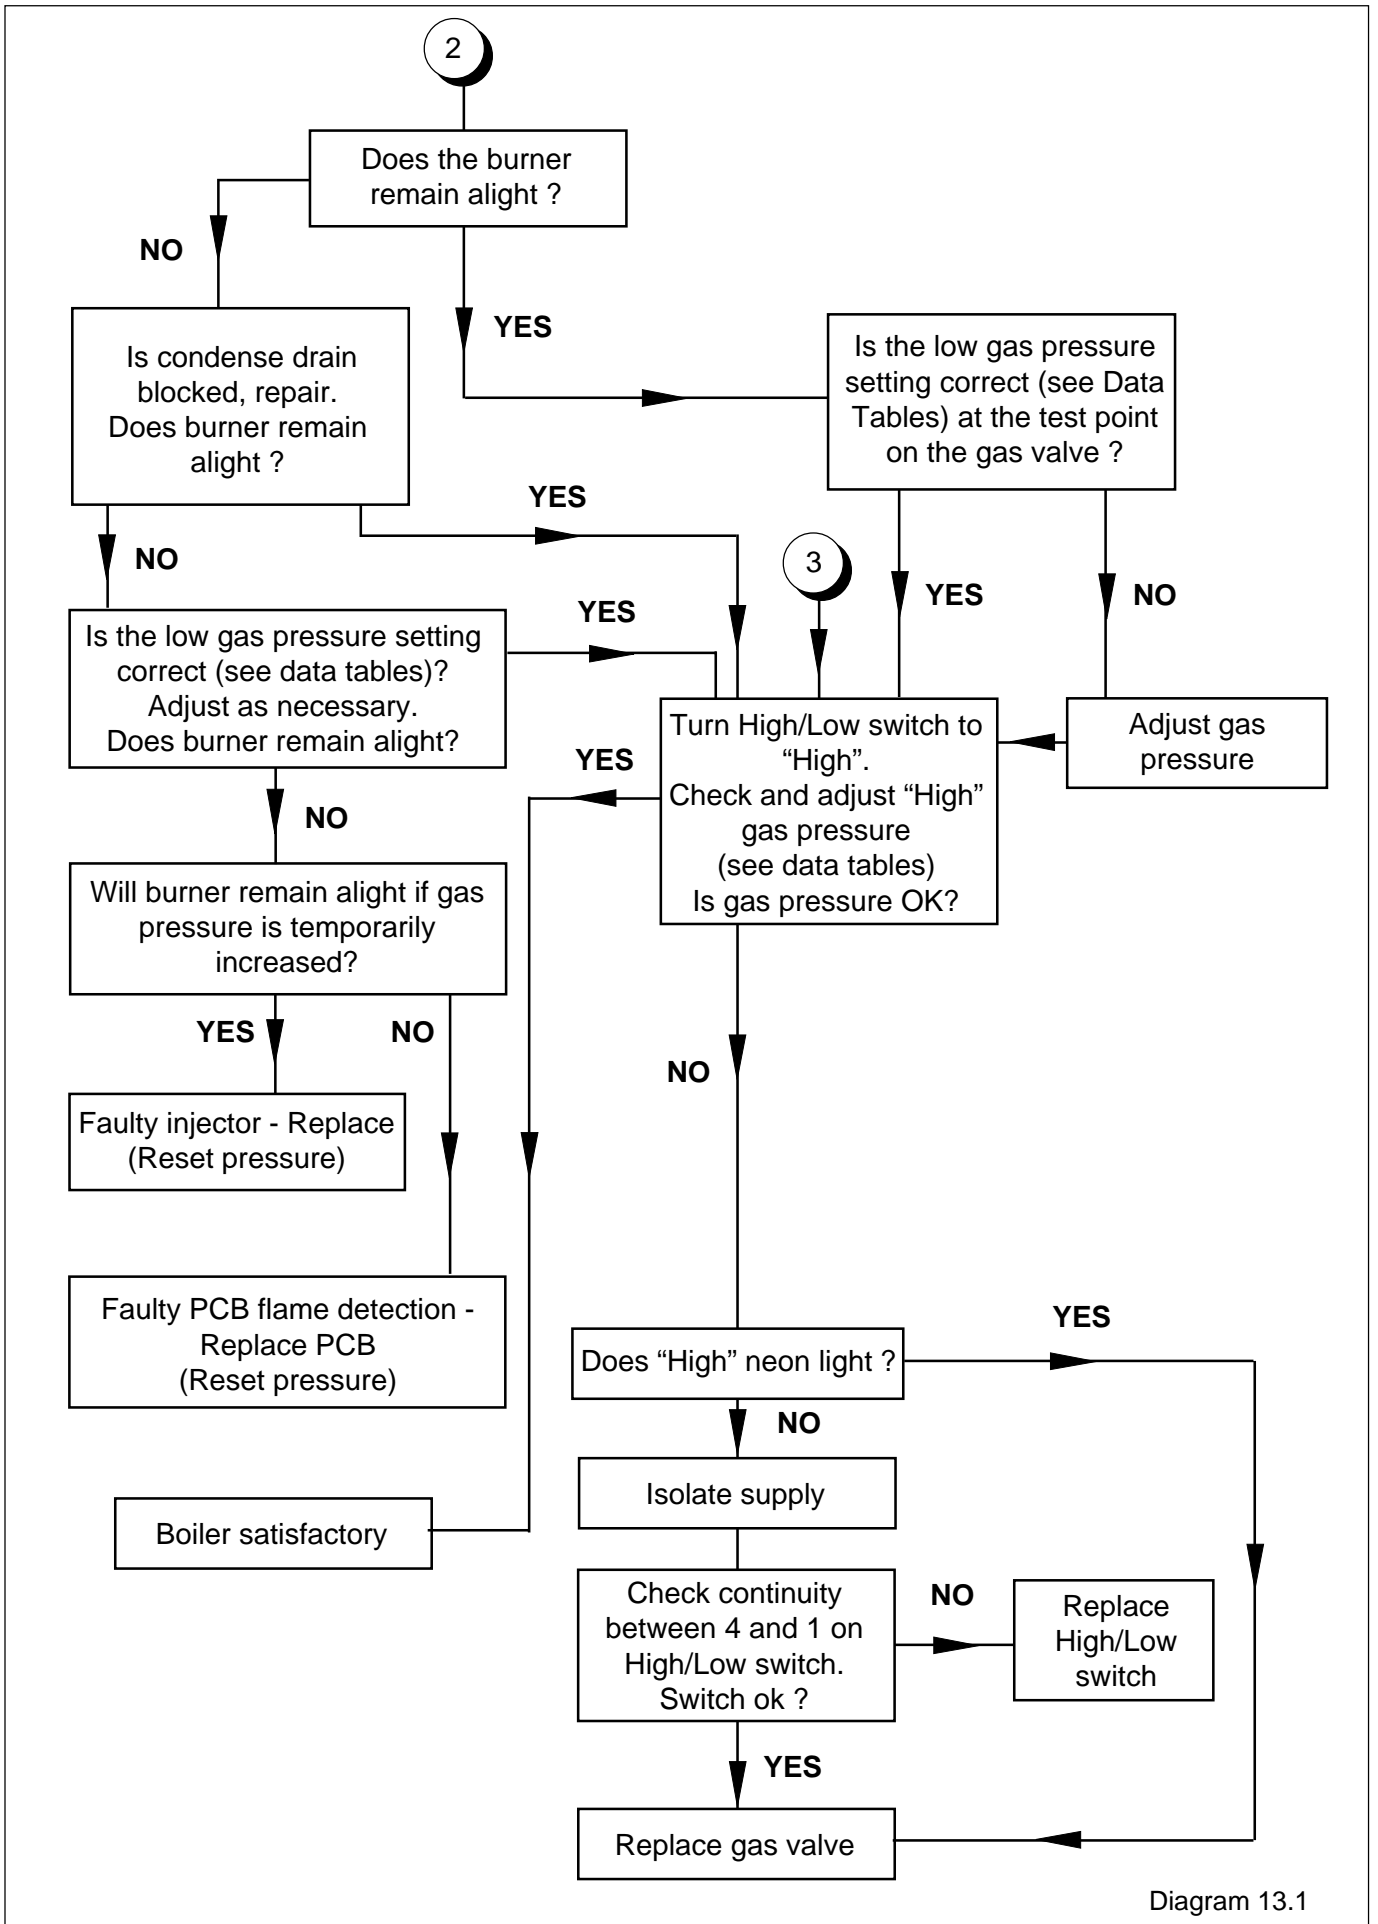 2
Does the burner
remain alight ?
NO
YES
Is condense drain
blocked, repair.
Does burner remain
alight ?
Is the low gas pressure
setting correct (see Data
Tables) at the test point
on the gas valve ?
YES
NO
3
YES
NO
YES
Is the low gas pressure setting
correct (see data tables)?
Adjust as necessary.
Does burner remain alight?
Turn High/Low switch to
“High”.
Check and adjust “High”
gas pressure
(see data tables)
Is gas pressure OK?
Adjust gas
pressure
YES
NO
Will burner remain alight if gas
pressure is temporarily
increased?
YES
NO
NO
Faulty injector - Replace
(Reset pressure)
Faulty PCB flame detection -
Replace PCB
(Reset pressure)
Does “High” neon light ?
YES
NO
Isolate supply
Boiler satisfactory
Check continuity
between 4 and 1 on
High/Low switch.
Switch ok ?
NO
Replace
High/Low
switch
YES
Replace gas valve
Diagram 13.1